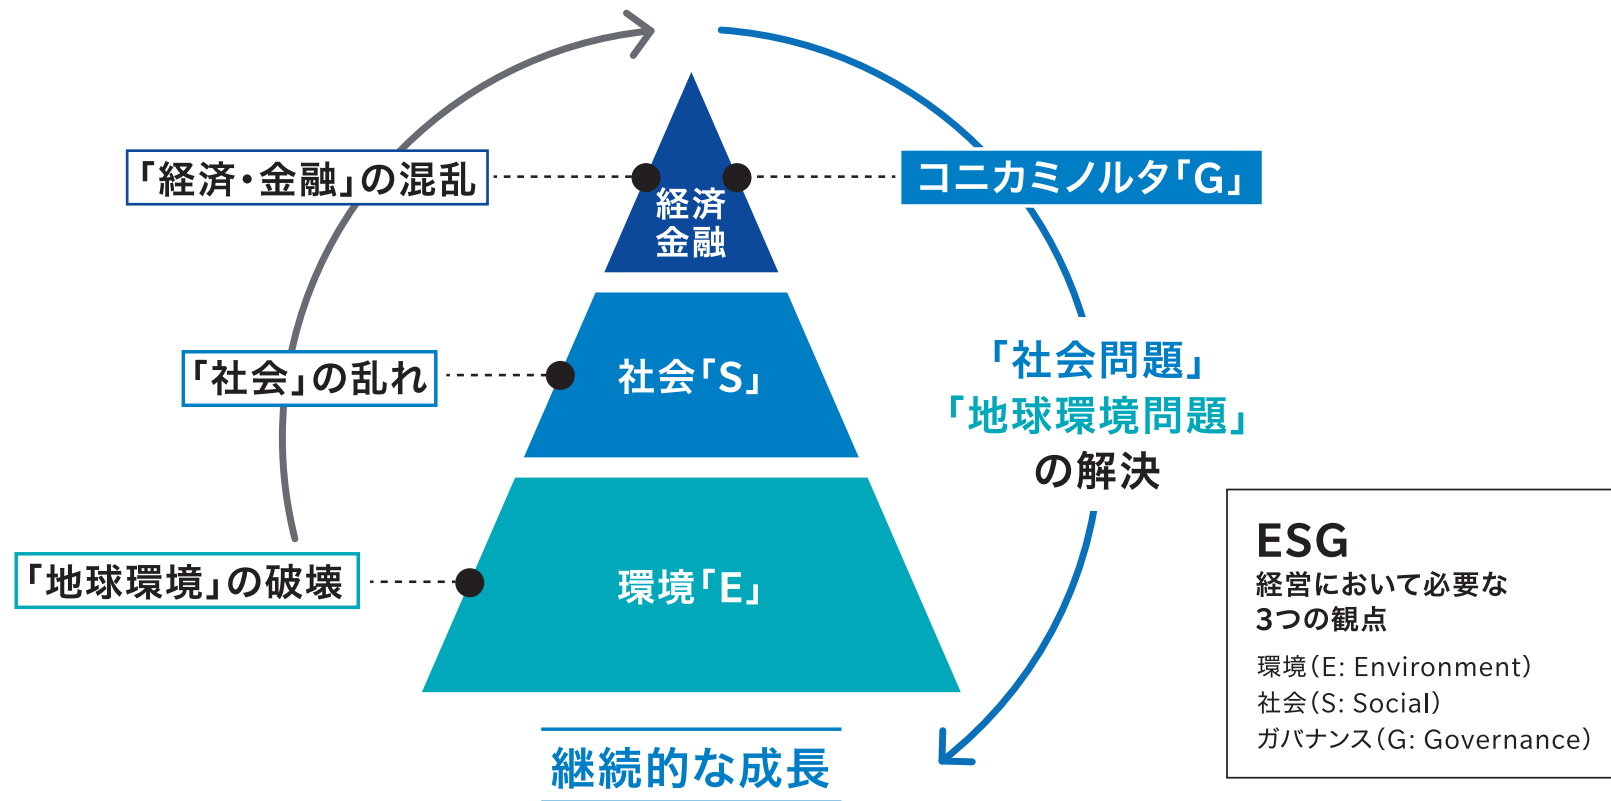 「経済・金融」の混乱
コニカミノルタ「G」
経済
金融
「社会」の乱れ
社会「S」
「社会問題」
「地球環境問題」
の解決
「地球環境」の破壊
環境「E」
継続的な成長
ESG
経営において必要な
3つの観点
環境（E: Environment）
社会（S: Social）
ガバナンス（G: Governance）